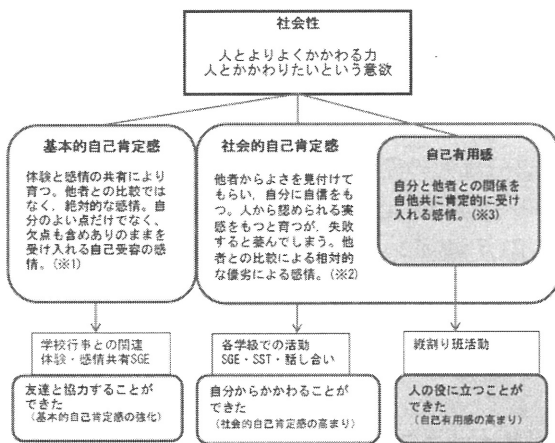 社会性
人とよりよくかかわる力
人とかかわりたいという意欲
基本的自己肯定感
体験と感情の共有により
育つ。他者との比較では
なく，絶対的な感情。自
分のよい点だけでなく，
欠点も含めありのままを
受け入れる自己受容の感
情。(※1)
社会的自己肯定感
他者からよさを見付けて
もらい，自分に自信をも
つ。人から認められる実
感をもつと育つが，失敗
すると萎んでしまう。他
者との比較による相対的
な優劣による感情。(※2)
自己有用感
自分と他者との関係を
自他共に肯定的に受け
入れる感情。(※3)
学校行事との関連
体験・感情共有SGE
各学級での活動
SGE・SST・話し合い
縦割り班活動
友達と協力することが
できた
(基本的自己肯定感の強化)
自分からかかわることが
できた
(社会的自己肯定感の高まり)
人の役に立つことが
できた
(自己有用感の高まり)